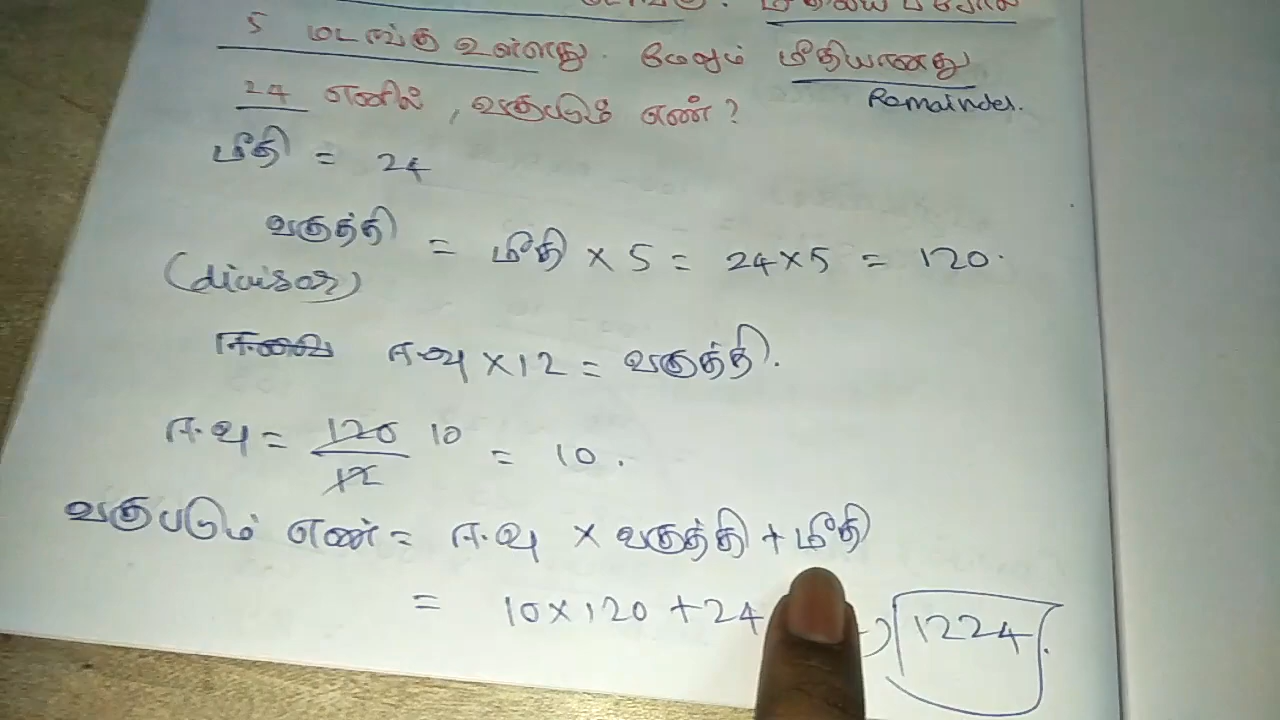 5 மடங்கு உள்ளது. மேலும் மீதியானது
24 எனில், வகுபடும் எண்?
Remainder.
மீதி = 24
வகுத்தி = மீதி × 5 = 24×5 = 120.
(divisor)
ஈ.வு ×12 = வகுத்தி.
ஈ.வு = 120/12 10 = 10.
வகுபடும் எண் = ஈ.வு × வகுத்தி + மீதி
= 10×120 +24 1224.